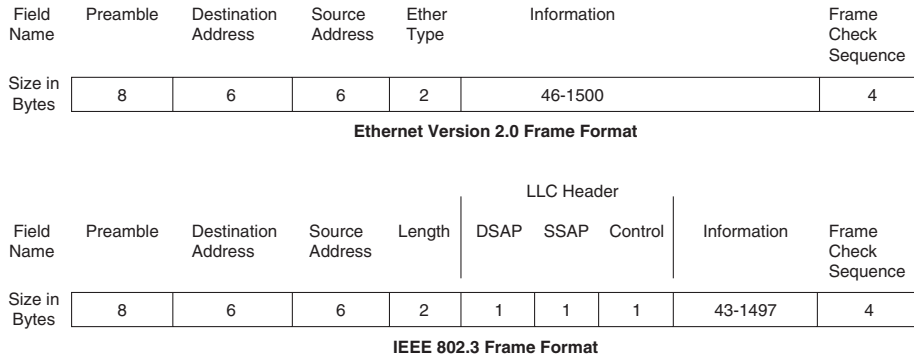 Field Name Preamble Destination Address Source Address Ether Type Information Frame Check Sequence
Size in Bytes 8 6 6 2 46-1500 4
Ethernet Version 2.0 Frame Format
LLC Header
Field Name Preamble Destination Address Source Address Length DSAP SSAP Control Information Frame Check Sequence
Size in Bytes 8 6 6 2 1 1 1 43-1497 4
IEEE 802.3 Frame Format